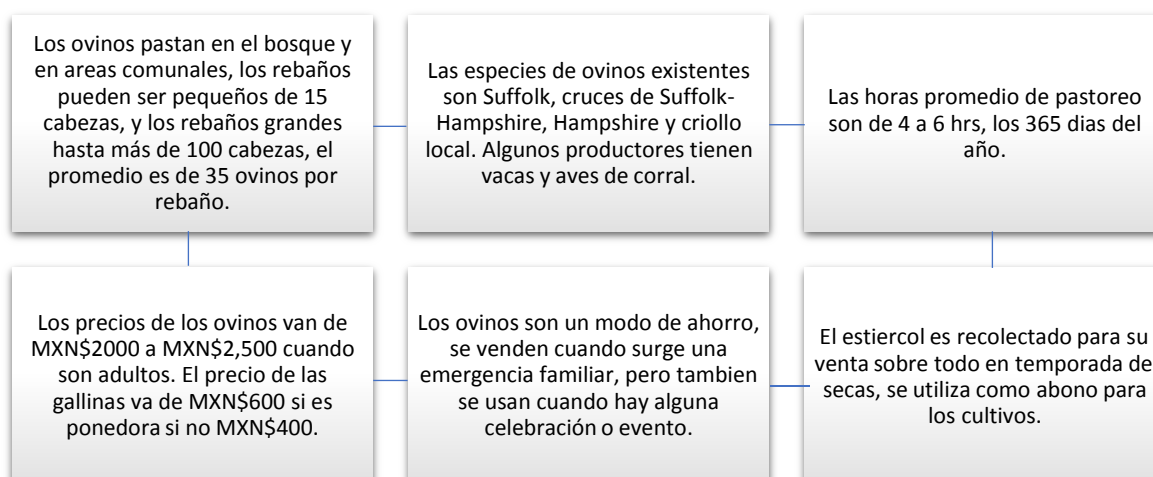 Los ovinos pastan en el bosque y
en areas comunales, los rebaños
pueden ser pequeños de 15
cabezas, y los rebaños grandes
hasta más de 100 cabezas, el
promedio es de 35 ovinos por
rebaño.
Las especies de ovinos existentes
son Suffolk, cruces de Suffolk-
Hampshire, Hampshire y criollo
local. Algunos productores tienen
vacas y aves de corral.
Las horas promedio de pastoreo
son de 4 a 6 hrs, los 365 dias del
año.
Los precios de los ovinos van de
MXN$2000 a MXN$2,500 cuando
son adultos. El precio de las
gallinas va de MXN$600 si es
ponedora si no MXN$400.
Los ovinos son un modo de ahorro,
se venden cuando surge una
emergencia familiar, pero tambien
se usan cuando hay alguna
celebración o evento.
El estiercol es recolectado para su
venta sobre todo en temporada de
secas, se utiliza como abono para
los cultivos.